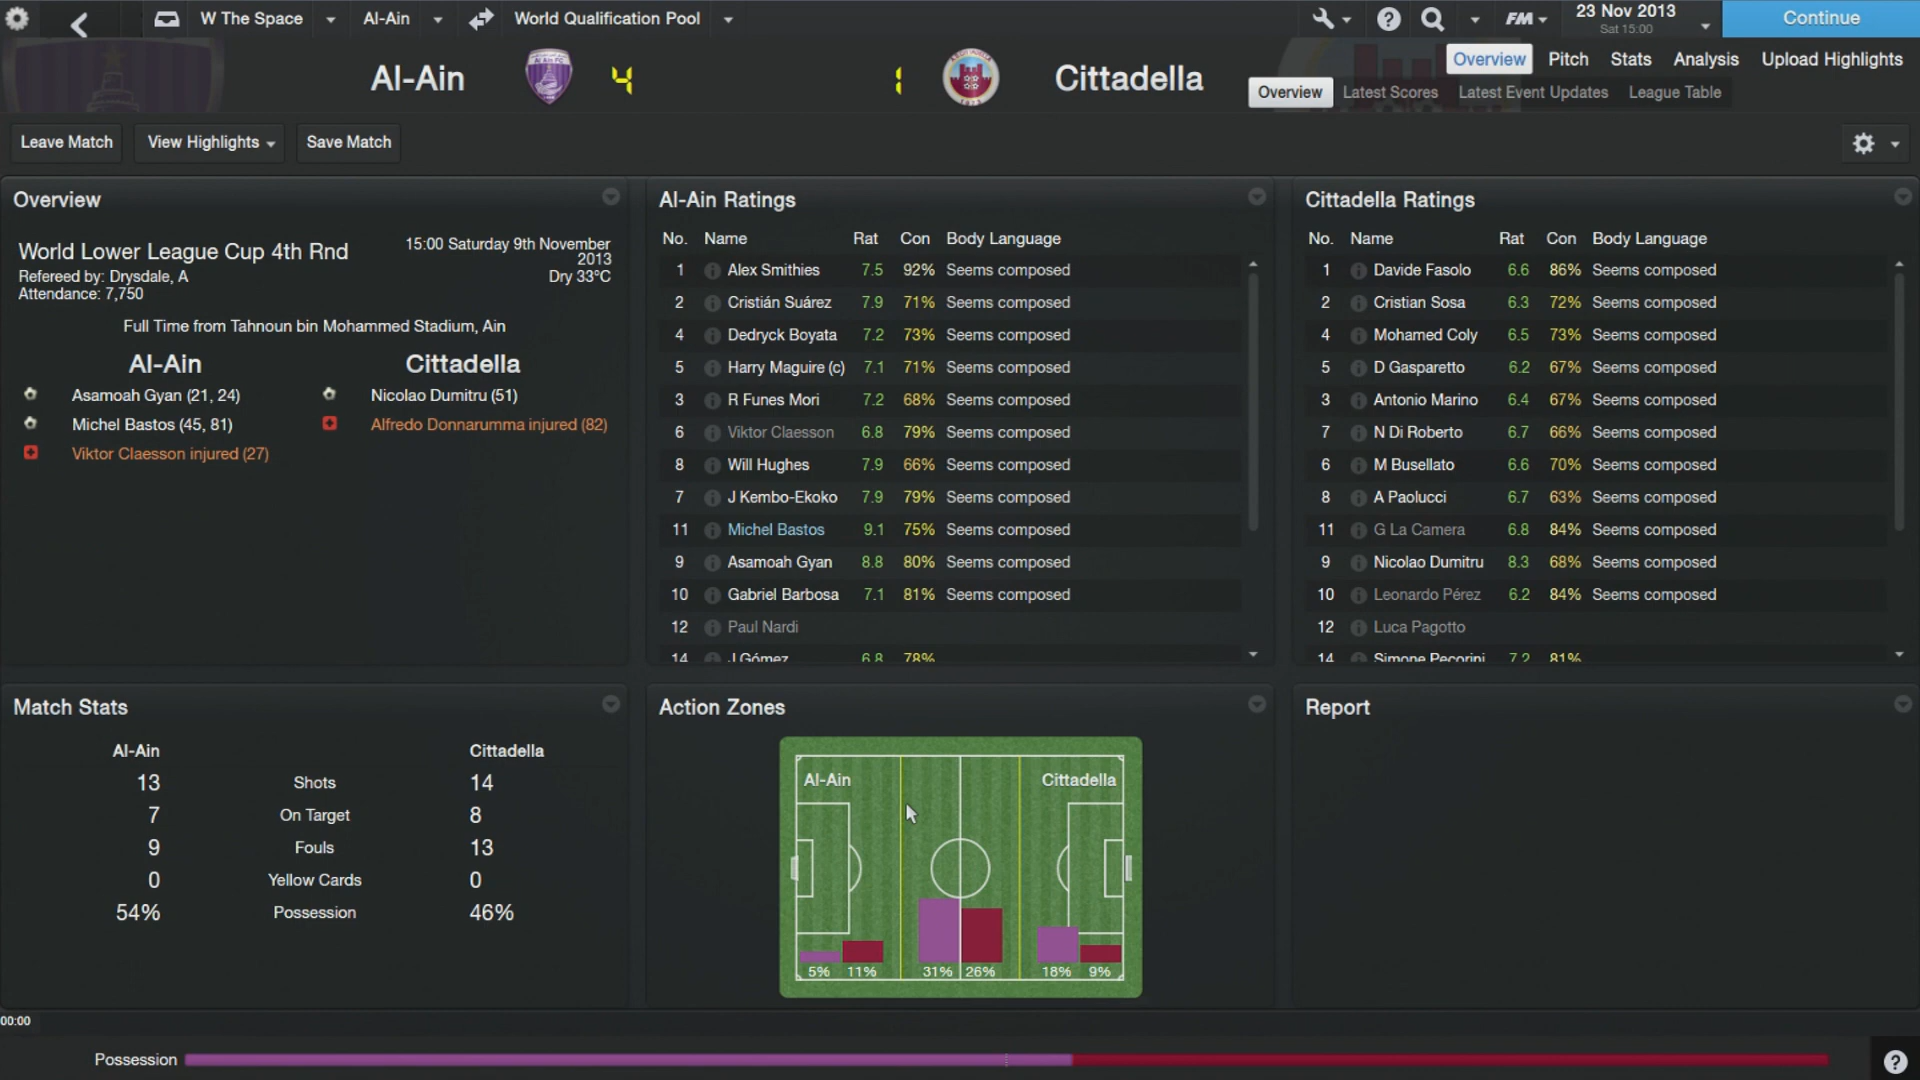 W The Space
Al-Ain
World Qualification Pool
FM
23 Nov 2013
Sat 15:00
Continue
Al-Ain
4
1
Cittadella
Overview Pitch Stats Analysis Upload Highlights
Overview Latest Scores Latest Event Updates League Table
Leave Match
View Highlights
Save Match
Overview
World Lower League Cup 4th Rnd
15:00 Saturday 9th November 2013
Refereed by: Drysdale, A
Dry 33°C
Attendance: 7,750
Full Time from Tahnoun bin Mohammed Stadium, Ain
Al-Ain Cittadella
Asamoah Gyan (21, 24) Nicolao Dumitru (51)
Michel Bastos (45, 81) Alfredo Donnarumma injured (82)
Viktor Claesson injured (27)
Al-Ain Ratings
No. Name Rat Con Body Language
1 Alex Smithies 7.5 92% Seems composed
2 Cristián Suárez 7.9 71% Seems composed
4 Dedryck Boyata 7.2 73% Seems composed
5 Harry Maguire (c) 7.1 71% Seems composed
3 R Funes Mori 7.2 68% Seems composed
6 Viktor Claesson 6.8 79% Seems composed
8 Will Hughes 7.9 66% Seems composed
7 J Kembo-Ekoko 7.9 79% Seems composed
11 Michel Bastos 9.1 75% Seems composed
9 Asamoah Gyan 8.8 80% Seems composed
10 Gabriel Barbosa 7.1 81% Seems composed
12 Paul Nardi
14 J Gómez 6.8 78%
Cittadella Ratings
No. Name Rat Con Body Language
1 Davide Fasolo 6.6 86% Seems composed
2 Cristian Sosa 6.3 72% Seems composed
4 Mohamed Coly 6.5 73% Seems composed
5 D Gasparetto 6.2 67% Seems composed
3 Antonio Marino 6.4 67% Seems composed
7 N Di Roberto 6.7 66% Seems composed
6 M Busellato 6.6 70% Seems composed
8 A Paolucci 6.7 63% Seems composed
11 G La Camera 6.8 84% Seems composed
9 Nicolao Dumitru 8.3 68% Seems composed
10 Leonardo Pérez 6.2 84% Seems composed
12 Luca Pagotto
14 Simone Pecorini 7.2 81%
Match Stats
Al-Ain Cittadella
13 Shots 14
7 On Target 8
9 Fouls 13
0 Yellow Cards 0
54% Possession 46%
Action Zones
Al-Ain Cittadella
5% 11% 31% 26% 18% 9%
Report
00:00
Possession